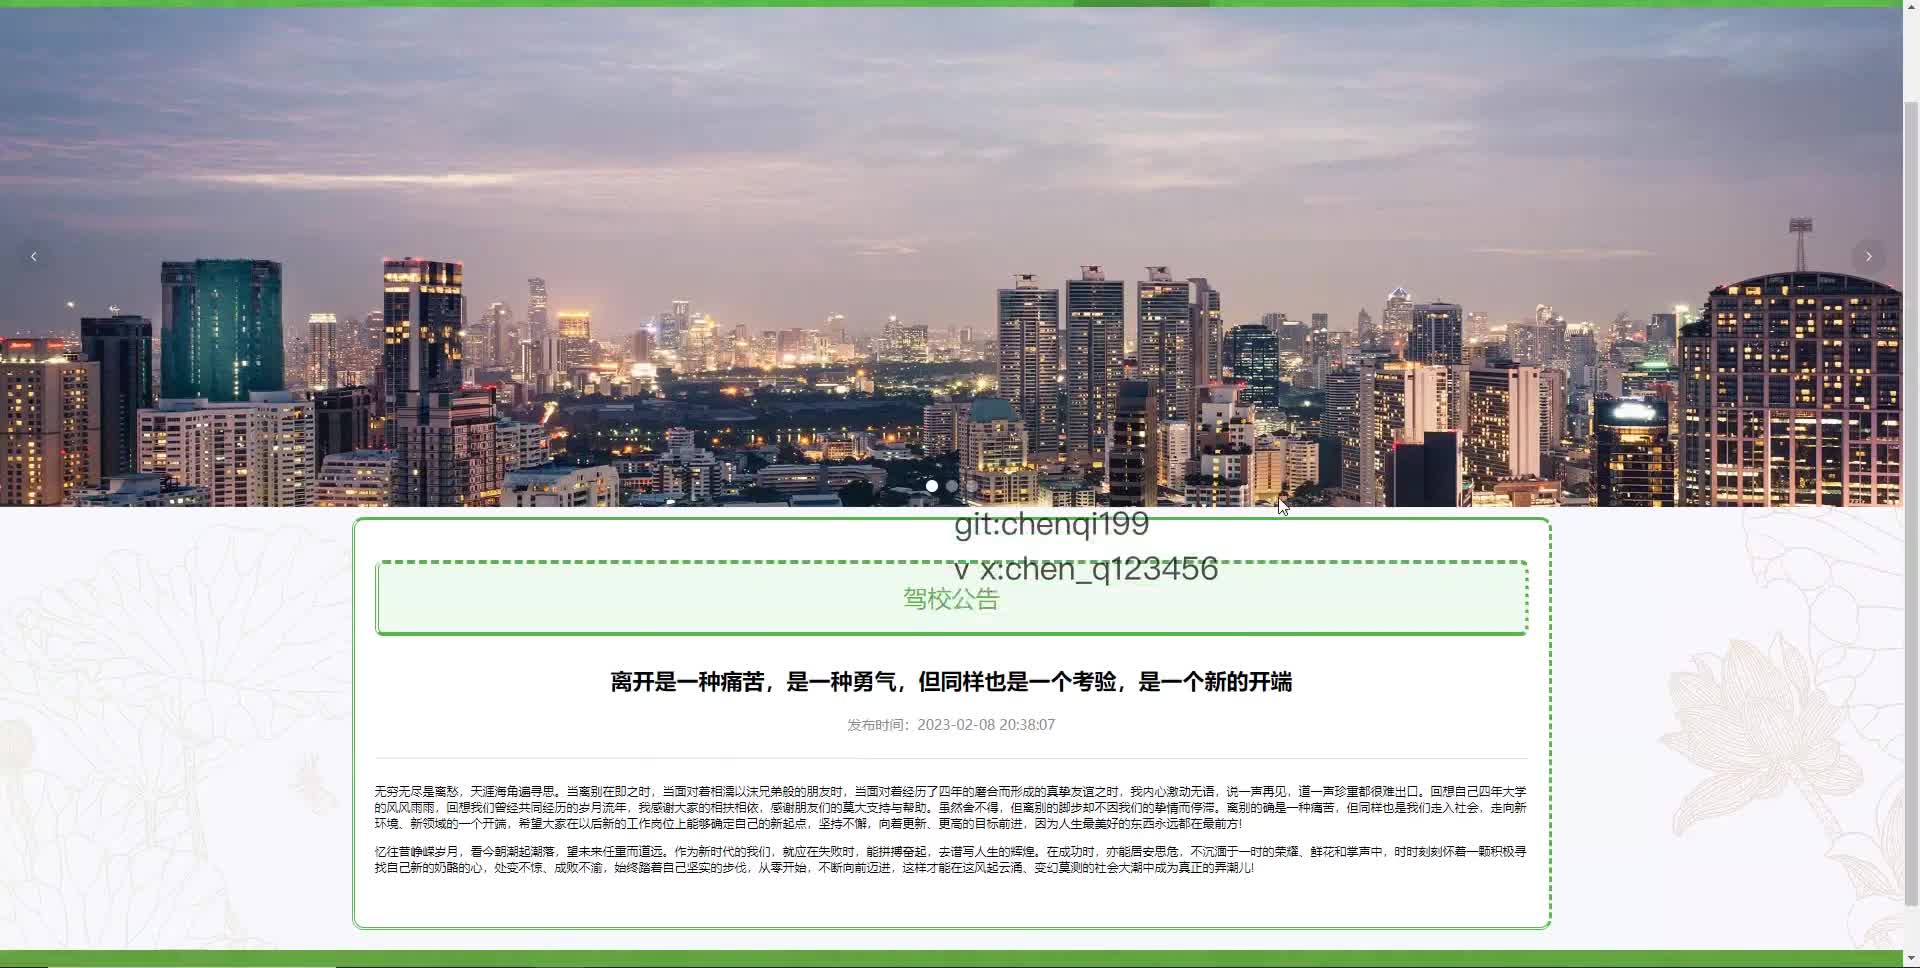 git:chenqi199
v x:chen_q123456
驾校公告
离开是一种痛苦，是一种勇气，但同样也是一个考验，是一个新的开端
发布时间：2023-02-08 20:38:07
无穷无尽是离愁，天涯海角遍寻思。当离别在即之时，当面对着相濡以沫兄弟般的朋友时，当面对着经历了四年的磨合而形成的真挚友谊之时，我内心激动无语，说一声再见，道一声珍重都很难出口。回想自己四年大学
的风风雨雨，回想我们曾经共同经历的岁月流年，我感谢大家的相扶相依，感谢朋友们的莫大支持与帮助。虽然舍不得，但离别的脚步却不因我们的挚情而停滞。离别的确是一种痛苦，但同样也是我们走入社会，走向新
环境、新领域的一个开端，希望大家在以后新的工作岗位上能够确定自己的新起点，坚持不懈，向着更新、更高的目标前进，因为人生最美好的东西永远都在最前方!
忆往昔峥嵘岁月，看今朝潮起潮落，望未来任重而道远。作为新时代的我们，就应在失败时，能拼搏奋起，去谱写人生的辉煌。在成功时，亦能居安思危，不沉湎于一时的荣耀、鲜花和掌声中，时时刻刻怀着一颗积极寻
找自己新的奶酪的心，处变不惊、成败不渝，始终踏着自己坚实的步伐，从零开始，不断向前迈进，这样才能在这风起云涌、变幻莫测的社会大潮中成为真正的弄潮儿!